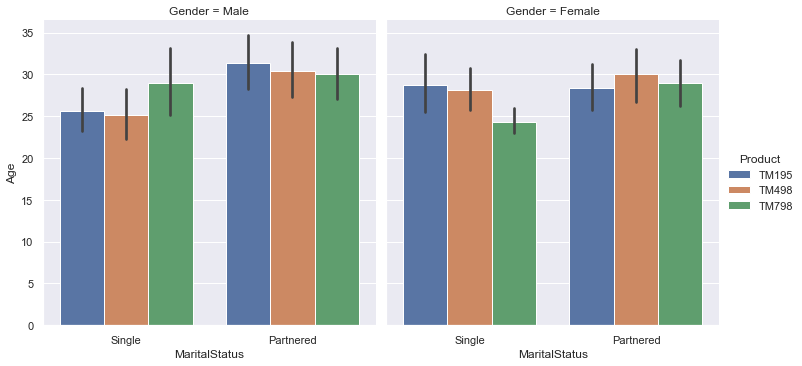 Gender = Male
Gender = Female
35
30
25
20
15
10
5
0
Age
Single
Partnered
MaritalStatus
Single
Partnered
MaritalStatus
Product
TM195
TM498
TM798